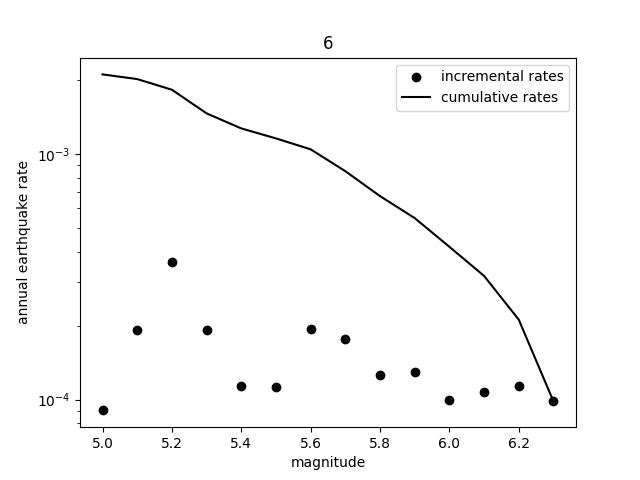 6
incremental rates
cumulative rates
annual earthquake rate
10⁻³
10⁻⁴
5.0 5.2 5.4 5.6 5.8 6.0 6.2
magnitude